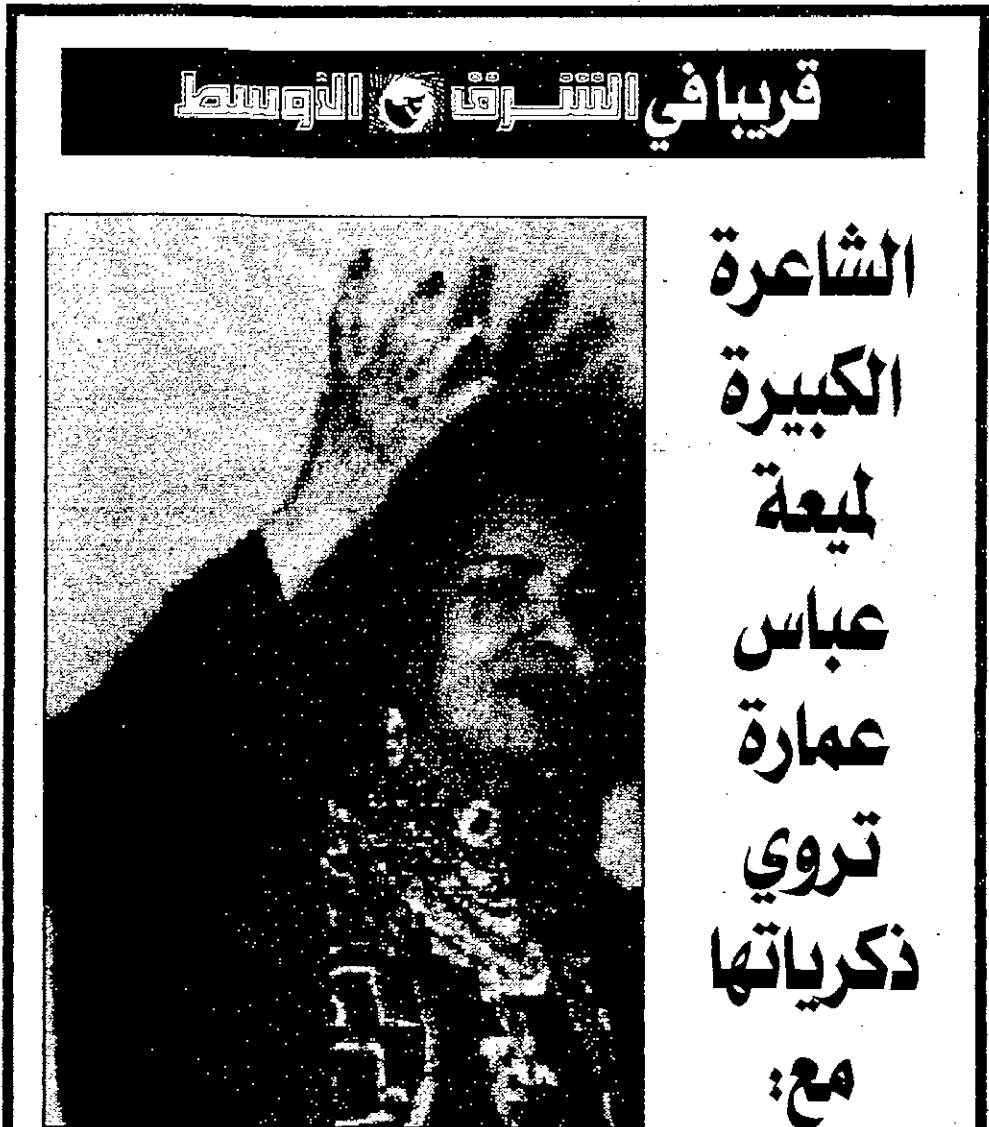 قريبا في الشرق الأوسط
الشاعرة
الكبيرة
لميعة
عباس
عمارة
تروي
ذكرياتها
مع: